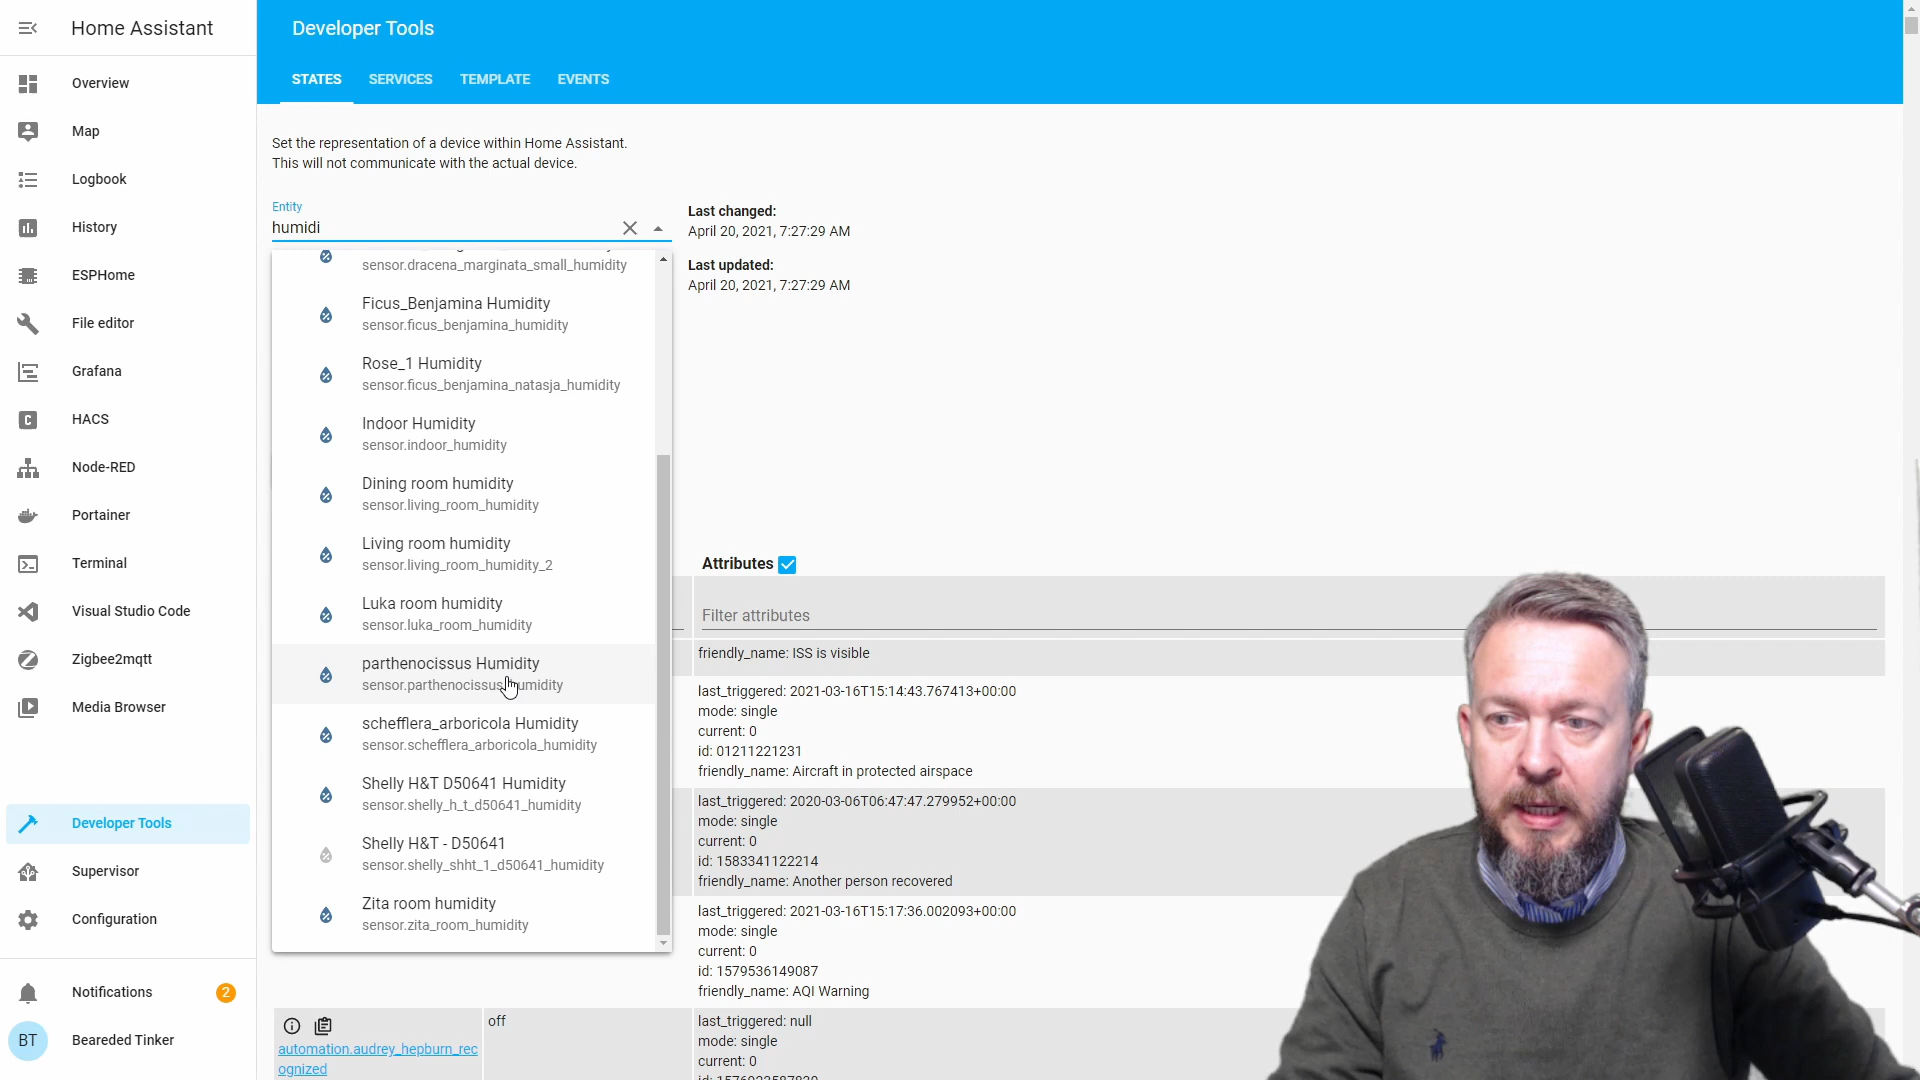 Home Assistant
Overview
Map
Logbook
History
ESPHome
File editor
Grafana
HACS
Node-RED
Portainer
Terminal
Visual Studio Code
Zigbee2mqtt
Media Browser
Developer Tools
Supervisor
Configuration
Notifications 2
BT Beareded Tinker
Developer Tools
STATES SERVICES TEMPLATE EVENTS
Set the representation of a device within Home Assistant.
This will not communicate with the actual device.
Entity
humidi
sensor.dracena_marginata_small_humidity
Ficus_Benjamina Humidity
sensor.ficus_benjamina_humidity
Rose_1 Humidity
sensor.ficus_benjamina_natasja_humidity
Indoor Humidity
sensor.indoor_humidity
Dining room humidity
sensor.living_room_humidity
Living room humidity
sensor.living_room_humidity_2
Luka room humidity
sensor.luka_room_humidity
parthenocissus Humidity
sensor.parthenocissus_humidity
schefflera_arboricola Humidity
sensor.schefflera_arboricola_humidity
Shelly H&T D50641 Humidity
sensor.shelly_h_t_d50641_humidity
Shelly H&T - D50641
sensor.shelly_shht_1_d50641_humidity
Zita room humidity
sensor.zita_room_humidity
Last changed:
April 20, 2021, 7:27:29 AM
Last updated:
April 20, 2021, 7:27:29 AM
Attributes
Filter attributes
friendly_name: ISS is visible
last_triggered: 2021-03-16T15:14:43.767413+00:00
mode: single
current: 0
id: 01211221231
friendly_name: Aircraft in protected airspace
last_triggered: 2020-03-06T06:47:47.279952+00:00
mode: single
current: 0
id: 1583341122214
friendly_name: Another person recovered
last_triggered: 2021-03-16T15:17:36.002093+00:00
mode: single
current: 0
id: 1579536149087
friendly_name: AQI Warning
automation.audrey_hepburn_rec
ognized
off
last_triggered: null
mode: single
current: 0